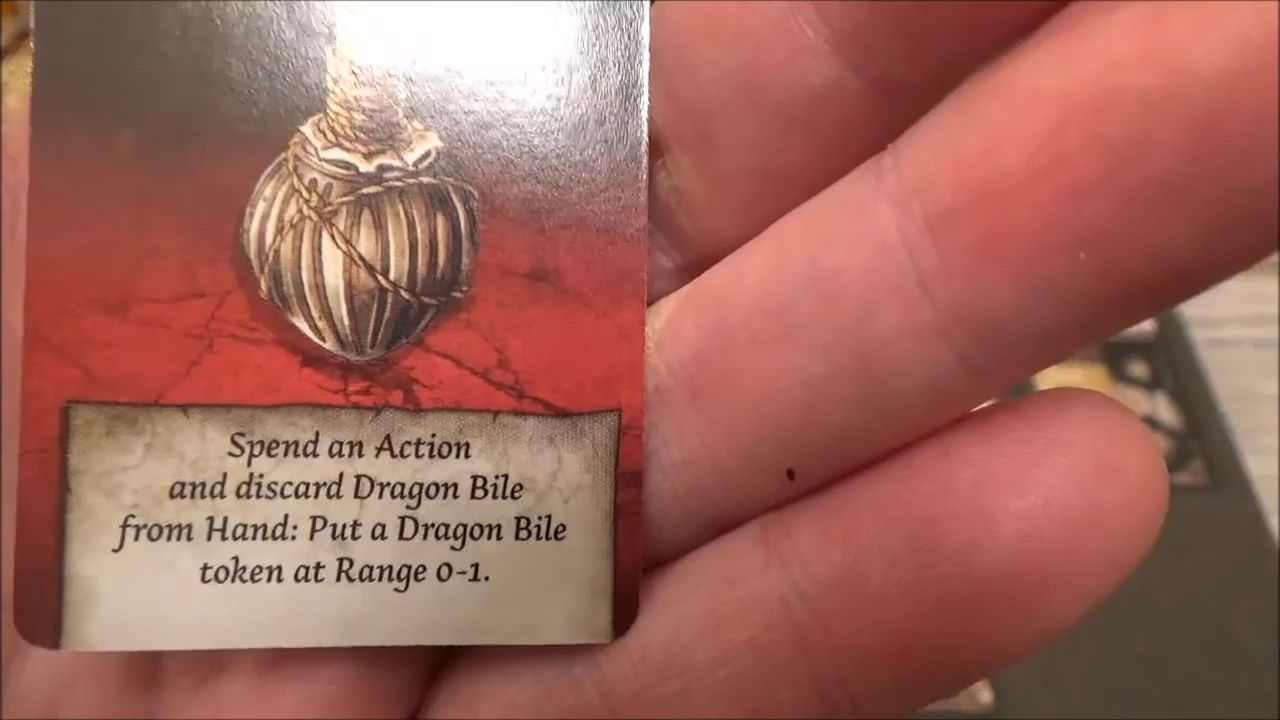 Spend an Action
and discard Dragon Bile
from Hand: Put a Dragon Bile
token at Range 0-1.